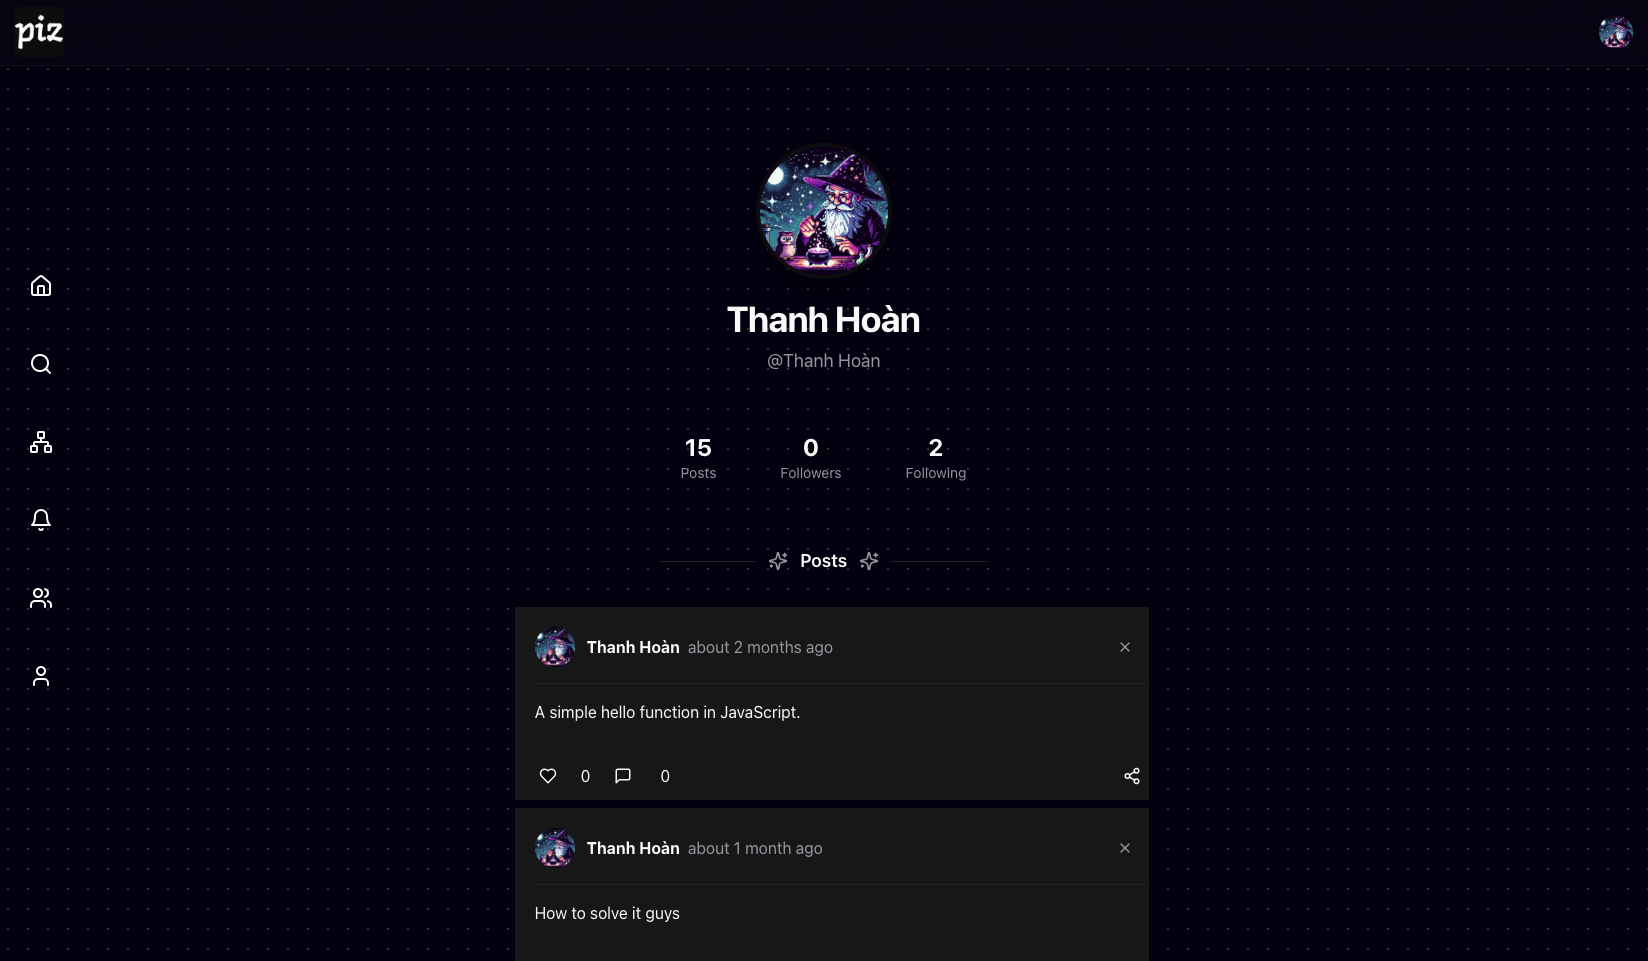 piz
Thanh Hoàn
@Thanh Hoàn
15 0 2
Posts Followers Following
Posts
Thanh Hoàn about 2 months ago
A simple hello function in JavaScript.
0 0
Thanh Hoàn about 1 month ago
How to solve it guys